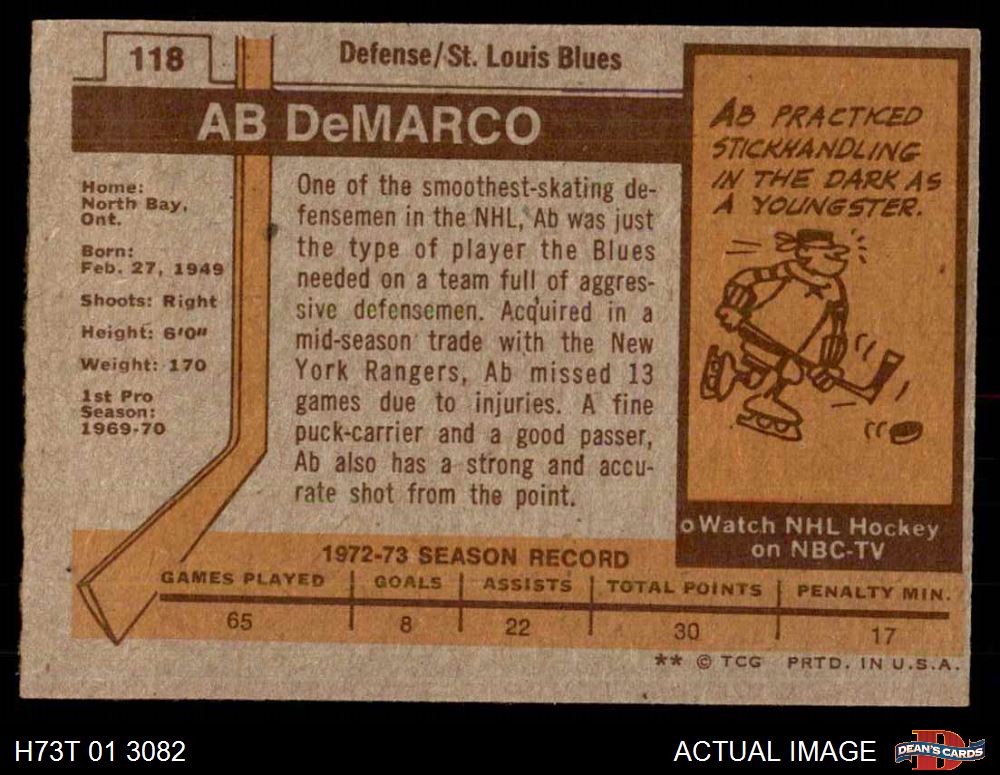 118
Defense/St. Louis Blues
AB DeMARCO
Home:
North Bay,
Ont.
Born:
Feb. 27, 1949
Shoots: Right
Height: 6'0"
Weight: 170
1st Pro
Season:
1969-70
One of the smoothest-skating de-
fensemen in the NHL, Ab was just
the type of player the Blues
needed on a team full of aggres-
sive defensemen. Acquired in a
mid-season trade with the New
York Rangers, Ab missed 13
games due to injuries. A fine
puck-carrier and a good passer,
Ab also has a strong and accu-
rate shot from the point.
AB PRACTICED
STICKHANDLING
IN THE DARK AS
A YOUNGSTER.
o Watch NHL Hockey
on NBC-TV
1972-73 SEASON RECORD
GAMES PLAYED GOALS ASSISTS TOTAL POINTS PENALTY MIN.
65 8 22 30 17
** © TCG PRTD. IN U.S.A.
H73T 01 3082
ACTUAL IMAGE
D
DEAN'S CARDS